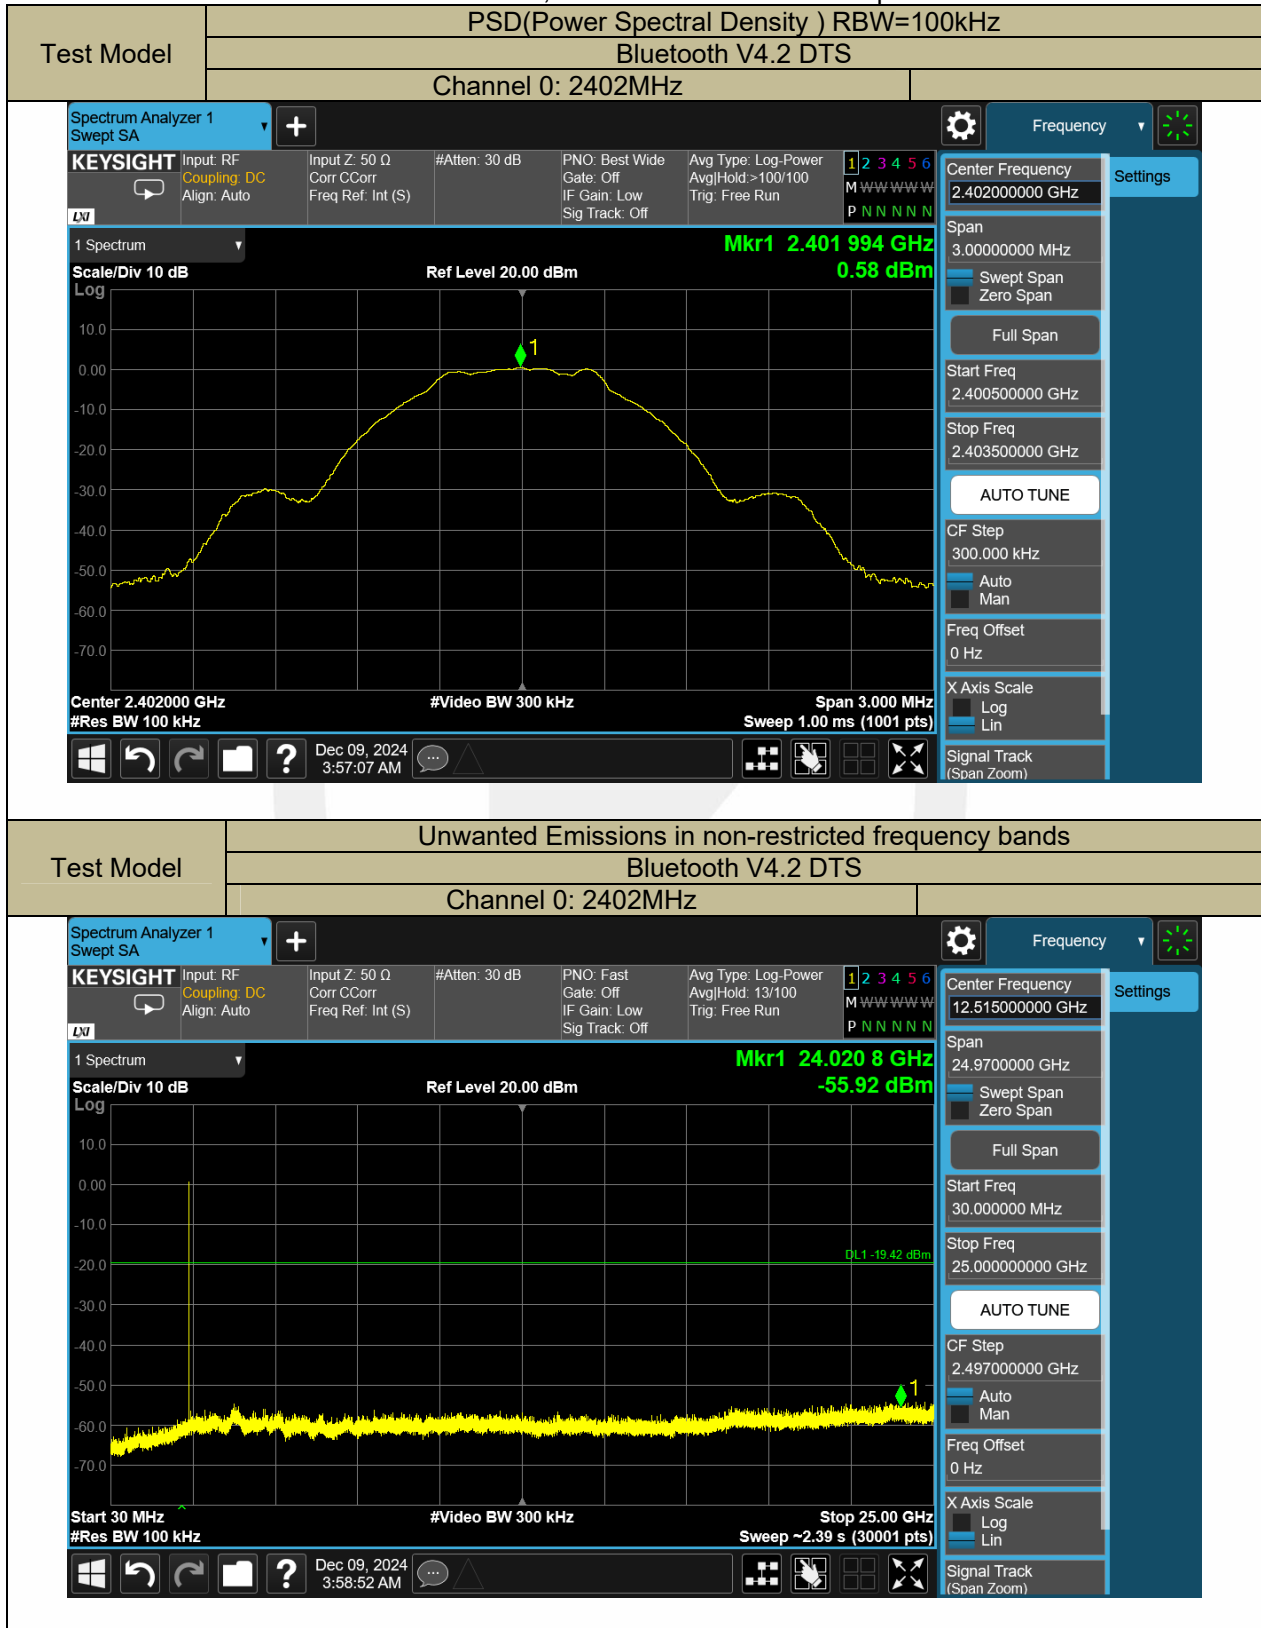 PSD(Power Spectral Density ) RBW=100kHz
Test Model
Bluetooth V4.2 DTS
Channel 0: 2402MHz
Spectrum Analyzer 1
Swept SA
Frequency
KEYSIGHT
Input: RF
Coupling: DC
Align: Auto
Input Z: 50 Ω
Corr CCorr
Freq Ref: Int (S)
#Atten: 30 dB
PNO: Best Wide
Gate: Off
IF Gain: Low
Sig Track: Off
Avg Type: Log-Power
Avg|Hold:>100/100
Trig: Free Run
1 2 3 4 5 6
M W W W W W
P N N N N N
LXI
1 Spectrum
Mkr1 2.401 994 GHz
0.58 dBm
Scale/Div 10 dB
Ref Level 20.00 dBm
Log
1
10.0
0.00
-10.0
-20.0
-30.0
-40.0
-50.0
-60.0
-70.0
Center 2.402000 GHz
#Video BW 300 kHz
Span 3.000 MHz
#Res BW 100 kHz
Sweep 1.00 ms (1001 pts)
Dec 09, 2024
3:57:07 AM
Center Frequency
2.402000000 GHz
Settings
Span
3.00000000 MHz
Swept Span
Zero Span
Full Span
Start Freq
2.400500000 GHz
Stop Freq
2.403500000 GHz
AUTO TUNE
CF Step
300.000 kHz
Auto
Man
Freq Offset
0 Hz
X Axis Scale
Log
Lin
Signal Track
(Span Zoom)
Unwanted Emissions in non-restricted frequency bands
Test Model
Bluetooth V4.2 DTS
Channel 0: 2402MHz
Spectrum Analyzer 1
Swept SA
Frequency
KEYSIGHT
Input: RF
Coupling: DC
Align: Auto
Input Z: 50 Ω
Corr CCorr
Freq Ref: Int (S)
#Atten: 30 dB
PNO: Fast
Gate: Off
IF Gain: Low
Sig Track: Off
Avg Type: Log-Power
Avg|Hold: 13/100
Trig: Free Run
1 2 3 4 5 6
M W W W W W
P N N N N N
LXI
1 Spectrum
Mkr1 24.020 8 GHz
-55.92 dBm
Scale/Div 10 dB
Ref Level 20.00 dBm
Log
10.0
0.00
-10.0
DL1 -19.42 dBm
-20.0
-30.0
-40.0
-50.0
1
-60.0
-70.0
Start 30 MHz
#Video BW 300 kHz
Stop 25.00 GHz
#Res BW 100 kHz
Sweep ~2.39 s (30001 pts)
Dec 09, 2024
3:58:52 AM
Center Frequency
12.515000000 GHz
Settings
Span
24.9700000 GHz
Swept Span
Zero Span
Full Span
Start Freq
30.000000 MHz
Stop Freq
25.000000000 GHz
AUTO TUNE
CF Step
2.497000000 GHz
Auto
Man
Freq Offset
0 Hz
X Axis Scale
Log
Lin
Signal Track
(Span Zoom)